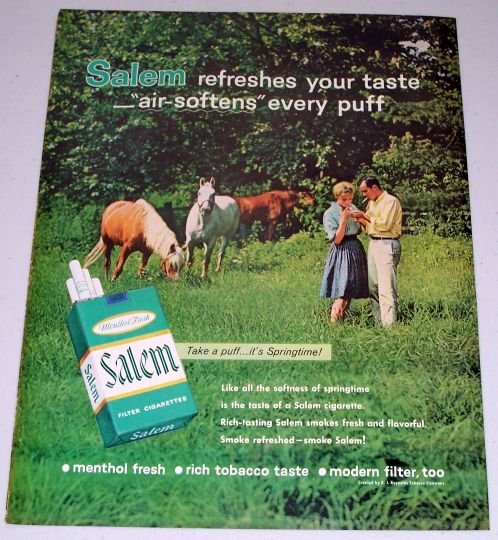 Salem refreshes your taste
—"air-softens" every puff
Menthol Fresh
Salem
Salem
FILTER CIGARETTES
Salem
Take a puff...it's Springtime!
Like all the softness of springtime
is the taste of a Salem cigarette.
Rich-tasting Salem smokes fresh and flavorful.
Smoke refreshed—smoke Salem!
• menthol fresh • rich tobacco taste • modern filter, too
Created by R. J. Reynolds Tobacco Company